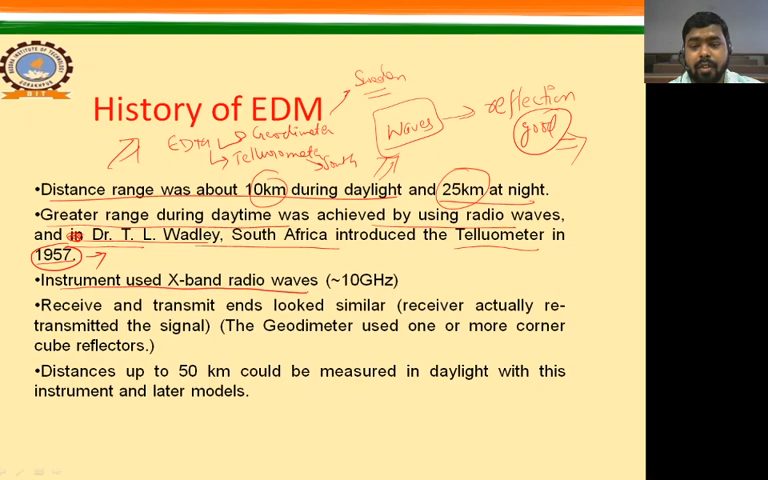 Sweden
History of EDM
Waves
reflection
good
EDM Geodimeter
Tellurometer South
•Distance range was about 10km during daylight and 25km at night.
•Greater range during daytime was achieved by using radio waves,
and in Dr. T. L. Wadley, South Africa introduced the Telluometer in
1957.
•Instrument used X-band radio waves (~10GHz)
•Receive and transmit ends looked similar (receiver actually re-
transmitted the signal) (The Geodimeter used one or more corner
cube reflectors.)
•Distances up to 50 km could be measured in daylight with this
instrument and later models.